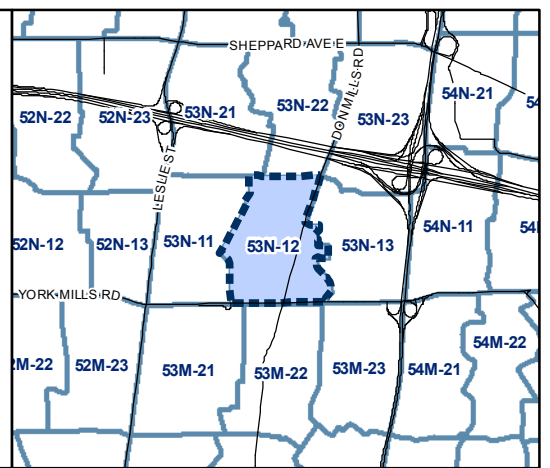 SHEPPARD AVE E
DON MILLS RD
54N-21
54
52N-22
52N-23
53N-21
53N-22
53N-23
LESLIE ST
52N-12
52N-13
53N-11
53N-12
53N-13
54N-11
54
YORK MILLS RD
2M-22
52M-23
53M-21
53M-22
53M-23
54M-21
54M-22